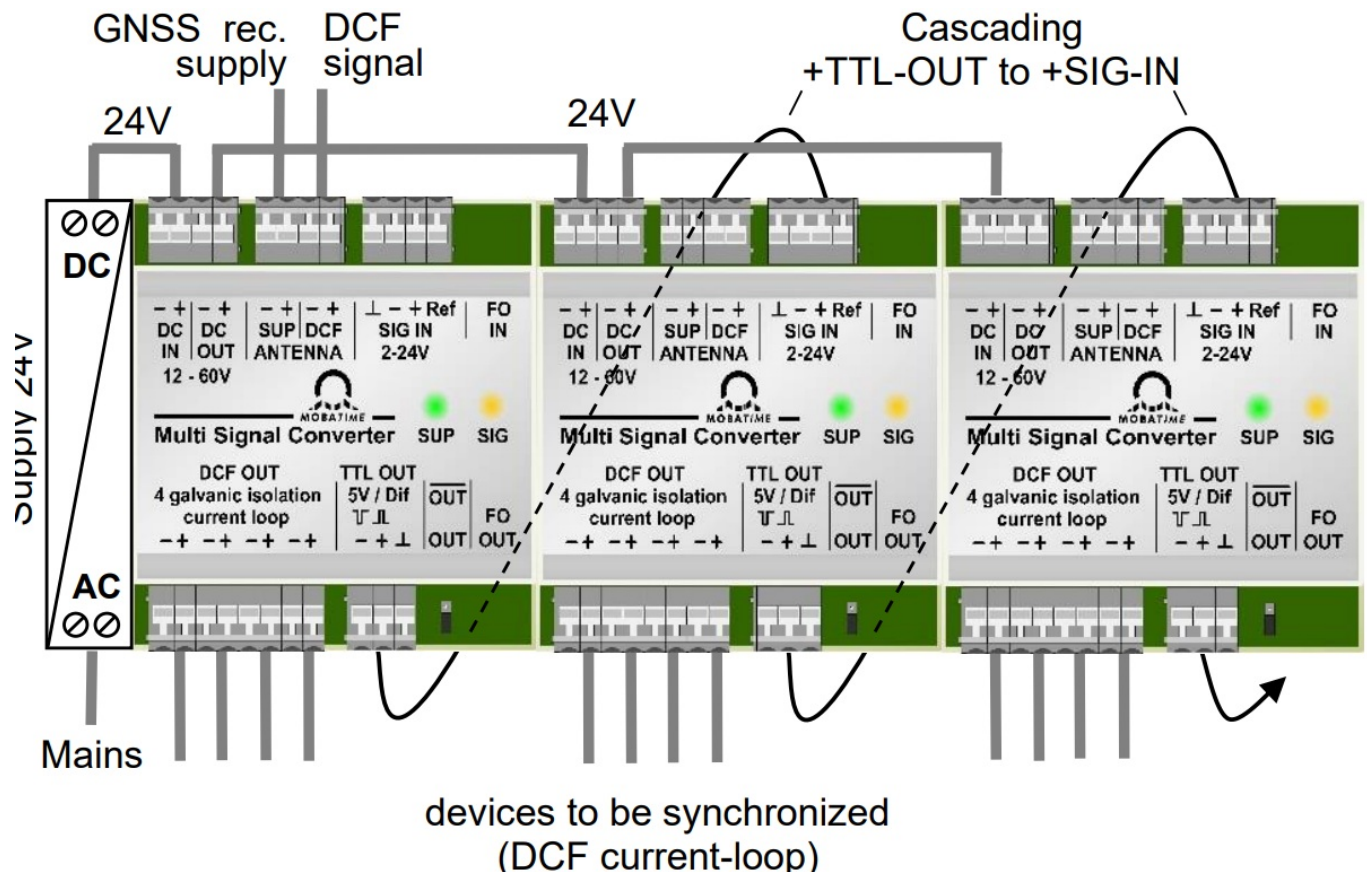 GNSS rec. supply
DCF signal
Cascading
+TTL-OUT to +SIG-IN
24V
24V
DC
Supply 24V
AC
Mains
- + - + - + - + ⊥ - + Ref FO
DC DC SUP DCF SIG IN IN
IN OUT ANTENNA 2-24V
12 - 60V
MOBATIME
Multi Signal Converter SUP SIG
DCF OUT TTL OUT
4 galvanic isolation 5V / Dif OUT
current loop FO
- + - + - + - + - + ⊥ OUT OUT
- + - + - + - + ⊥ - + Ref FO
DC DC SUP DCF SIG IN IN
IN OUT ANTENNA 2-24V
12 - 60V
MOBATIME
Multi Signal Converter SUP SIG
DCF OUT TTL OUT
4 galvanic isolation 5V / Dif OUT
current loop FO
- + - + - + - + - + ⊥ OUT OUT
- + - + - + - + ⊥ - + Ref FO
DC DC SUP DCF SIG IN IN
IN OUT ANTENNA 2-24V
12 - 60V
MOBATIME
Multi Signal Converter SUP SIG
DCF OUT TTL OUT
4 galvanic isolation 5V / Dif OUT
current loop FO
- + - + - + - + - + ⊥ OUT OUT
devices to be synchronized
(DCF current-loop)